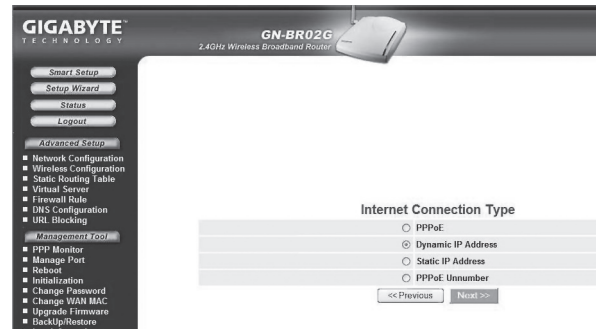 GIGABYTE™
TECHNOLOGY
GN-BR02G
2.4GHz Wireless Broadband Router
Smart Setup
Setup Wizard
Status
Logout
Advanced Setup
Network Configuration
Wireless Configuration
Static Routing Table
Virtual Server
Firewall Rule
DNS Configuration
URL Blocking
Management Tool
PPP Monitor
Manage Port
Reboot
Initialization
Change Password
Change WAN MAC
Upgrade Firmware
BackUp/Restore
Internet Connection Type
PPPoE
Dynamic IP Address
Static IP Address
PPPoE Unnumber
<< Previous
Next >>